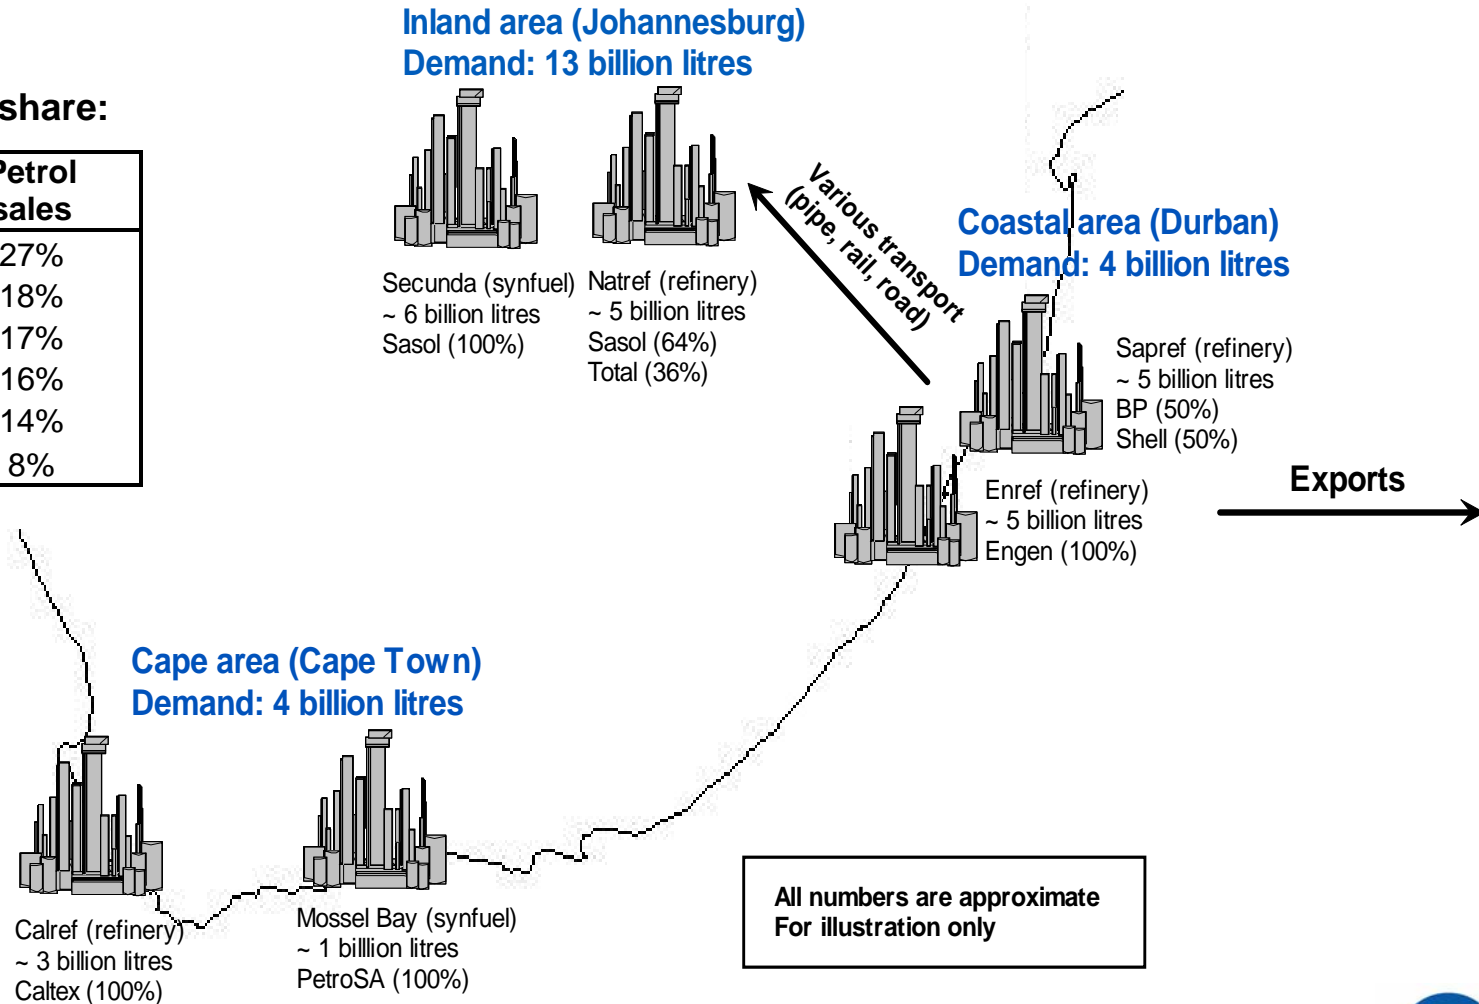 Inland area (Johannesburg)
Demand: 13 billion litres
share:
Petrol
sales
27%
18%
17%
16%
14%
8%
Secunda (synfuel)
~ 6 billion litres
Sasol (100%)
Natref (refinery)
~ 5 billion litres
Sasol (64%)
Total (36%)
Various transport
(pipe, rail, road)
Coastal area (Durban)
Demand: 4 billion litres
Sapref (refinery)
~ 5 billion litres
BP (50%)
Shell (50%)
Enref (refinery)
~ 5 billion litres
Engen (100%)
Exports
Cape area (Cape Town)
Demand: 4 billion litres
Calref (refinery)
~ 3 billion litres
Caltex (100%)
Mossel Bay (synfuel)
~ 1 billlion litres
PetroSA (100%)
All numbers are approximate
For illustration only